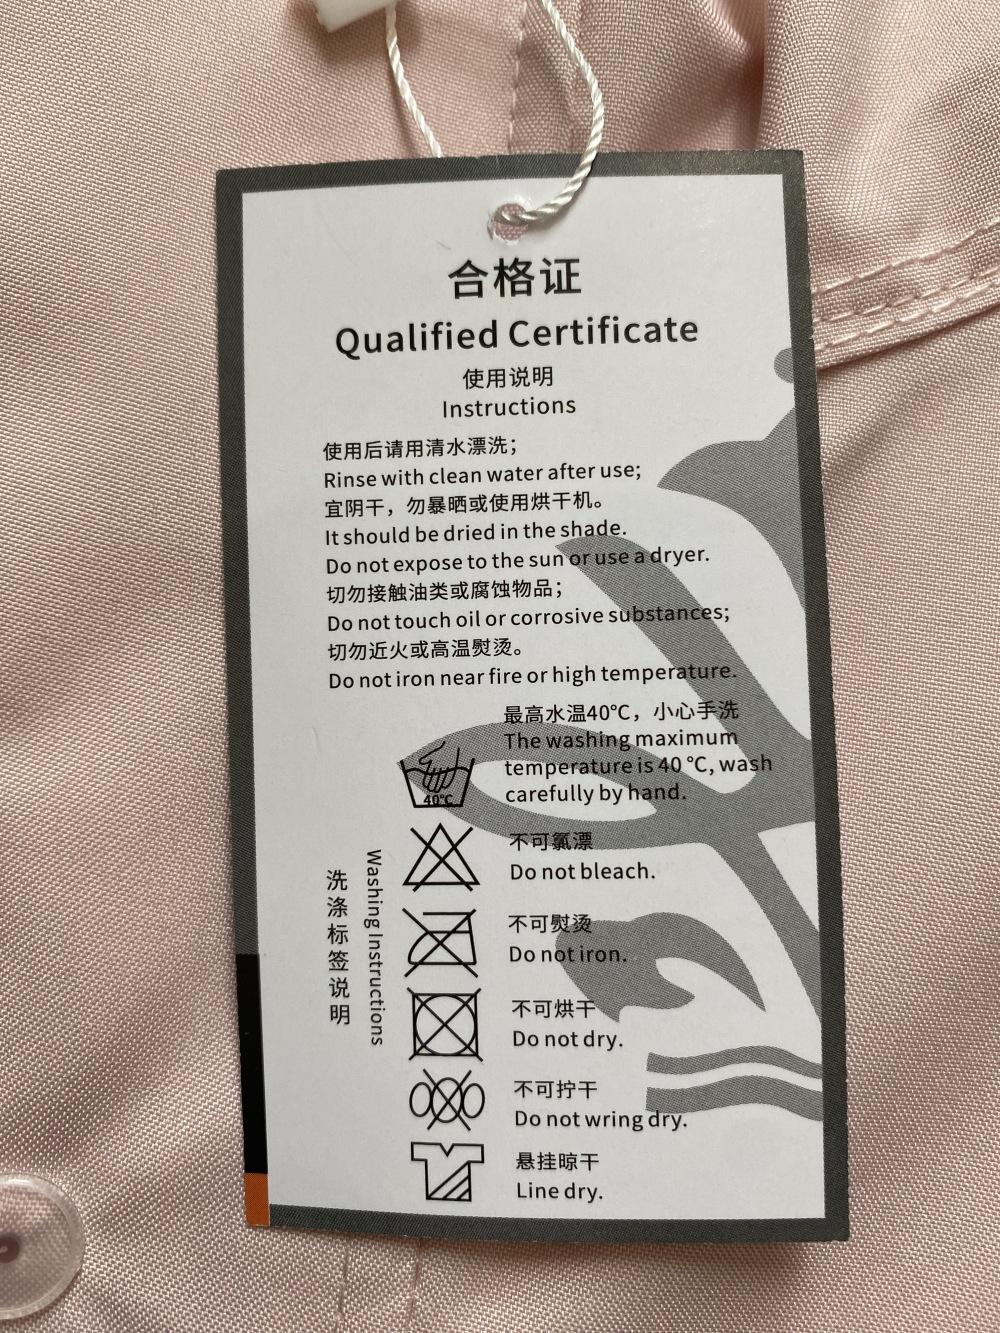 合格证
Qualified Certificate
使用说明
Instructions
使用后请用清水漂洗；
Rinse with clean water after use;
宜阴干，勿暴晒或使用烘干机。
It should be dried in the shade.
Do not expose to the sun or use a dryer.
切勿接触油类或腐蚀物品；
Do not touch oil or corrosive substances;
切勿近火或高温熨烫。
Do not iron near fire or high temperature.
洗涤标签说明
Washing Instructions
40℃
最高水温40℃，小心手洗
The washing maximum
temperature is 40 ℃, wash
carefully by hand.
不可氯漂
Do not bleach.
不可熨烫
Do not iron.
不可烘干
Do not dry.
不可拧干
Do not wring dry.
悬挂晾干
Line dry.